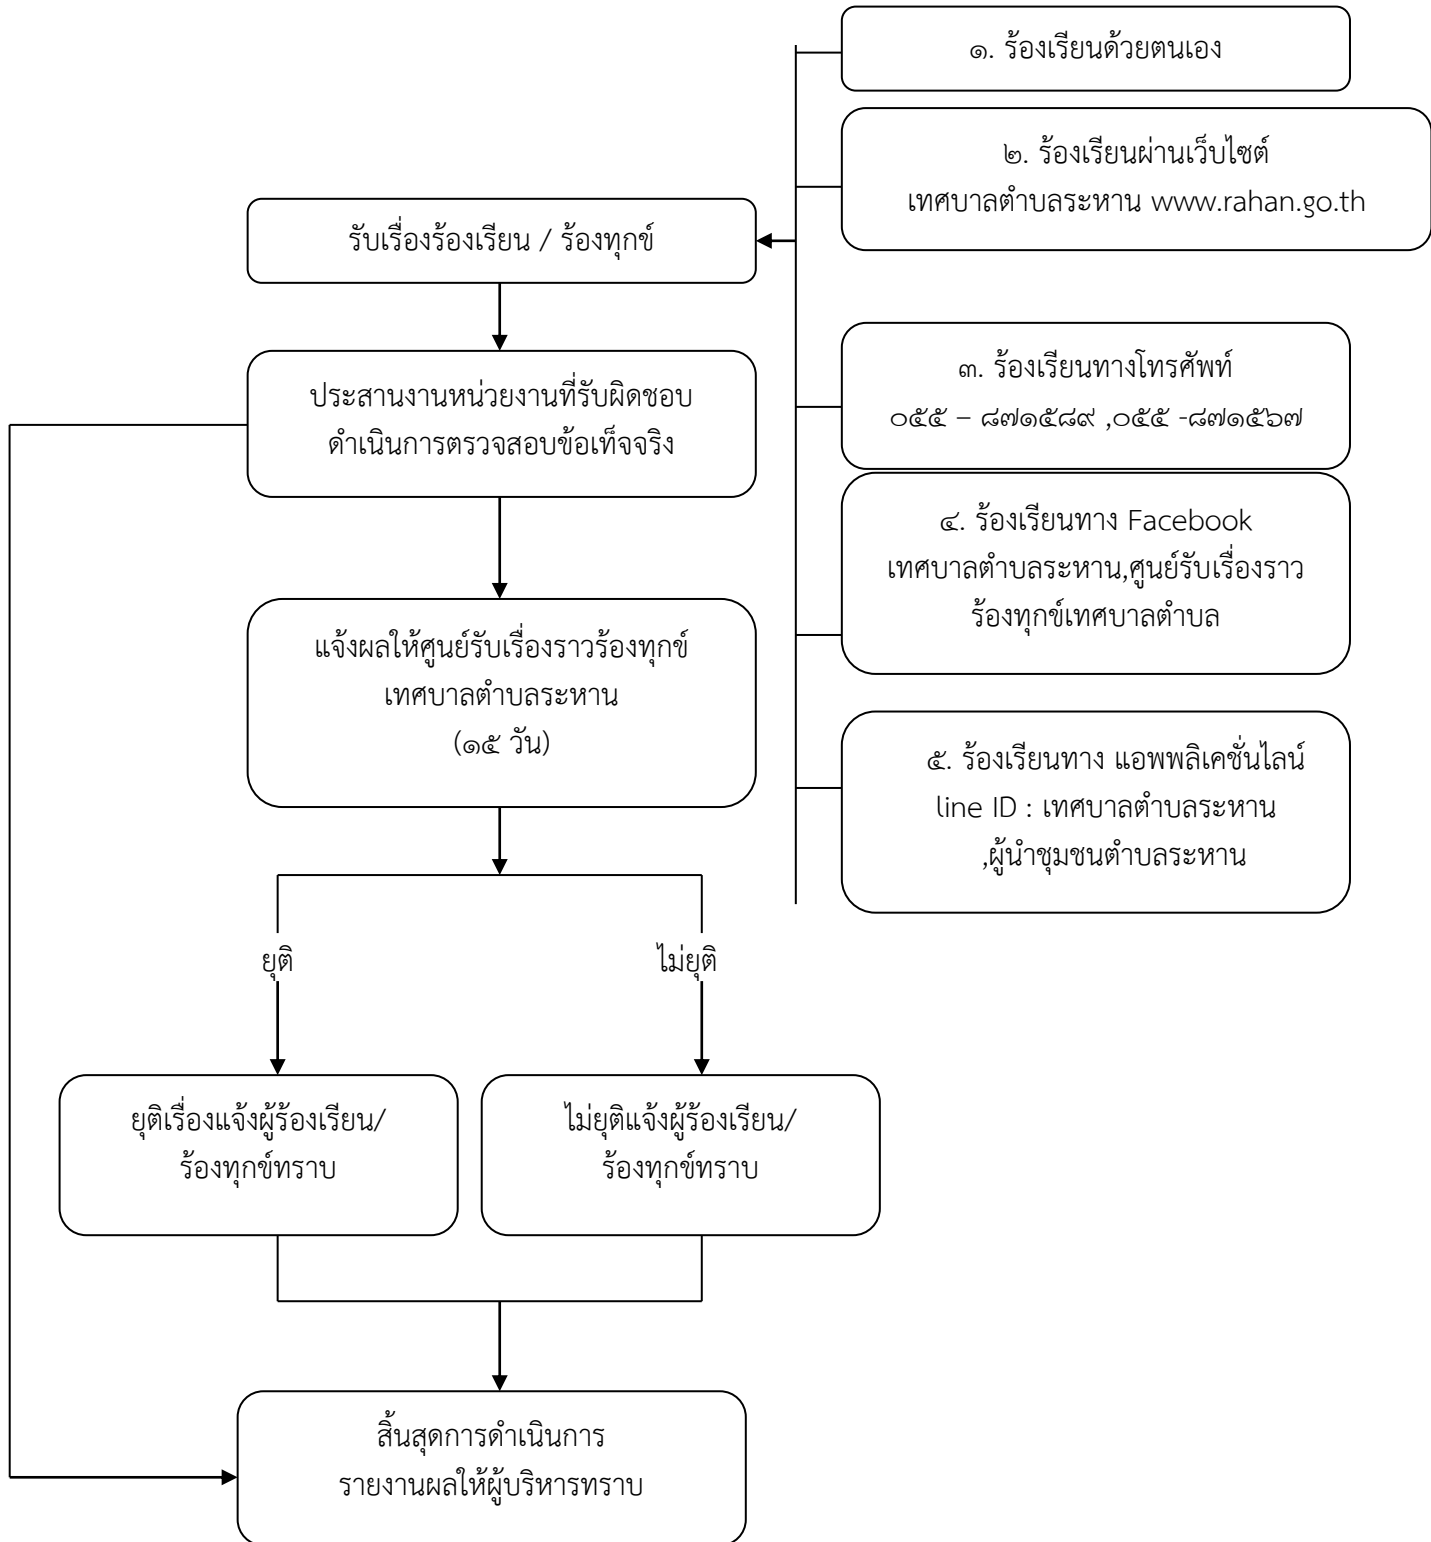 ๑. ร้องเรียนด้วยตนเอง
๒. ร้องเรียนผ่านเว็บไซต์
เทศบาลตำบลระหาน www.rahan.go.th
รับเรื่องร้องเรียน / ร้องทุกข์
๓. ร้องเรียนทางโทรศัพท์
๐๕๕ – ๘๗๑๕๘๙ ,๐๕๕ -๘๗๑๕๖๗
ประสานงานหน่วยงานที่รับผิดชอบ
ดำเนินการตรวจสอบข้อเท็จจริง
๔. ร้องเรียนทาง Facebook
เทศบาลตำบลระหาน,ศูนย์รับเรื่องราว
ร้องทุกข์เทศบาลตำบล
แจ้งผลให้ศูนย์รับเรื่องราวร้องทุกข์
เทศบาลตำบลระหาน
(๑๕ วัน)
๕. ร้องเรียนทาง แอพพลิเคชั่นไลน์
line ID : เทศบาลตำบลระหาน
,ผู้นำชุมชนตำบลระหาน
ยุติ
ไม่ยุติ
ยุติเรื่องแจ้งผู้ร้องเรียน/
ร้องทุกข์ทราบ
ไม่ยุติแจ้งผู้ร้องเรียน/
ร้องทุกข์ทราบ
สิ้นสุดการดำเนินการ
รายงานผลให้ผู้บริหารทราบ